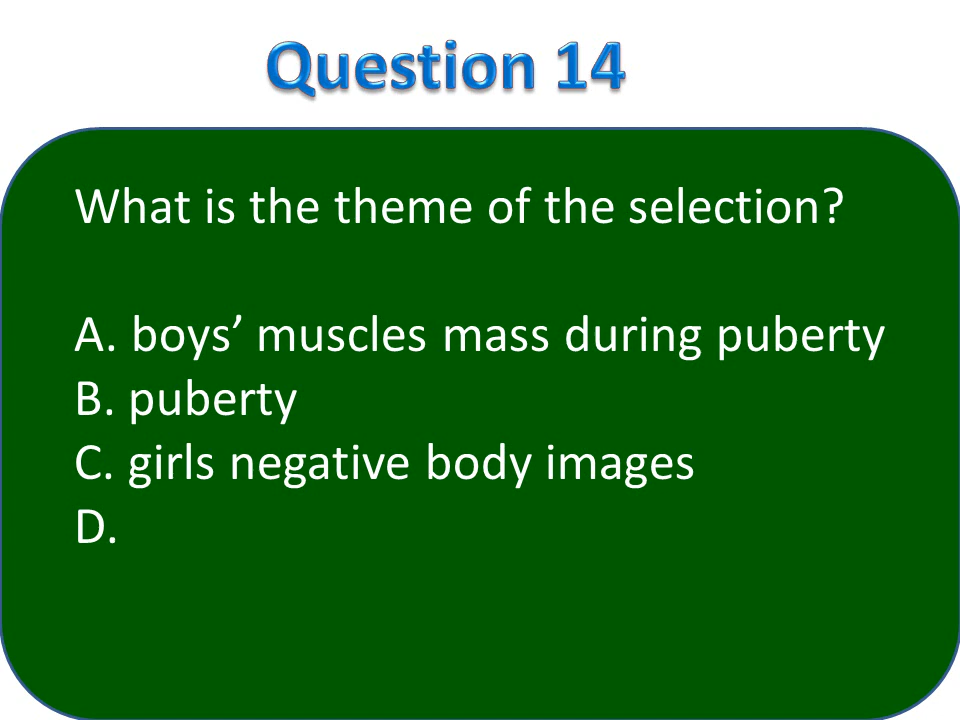 Question 14
What is the theme of the selection?
A. boys’ muscles mass during puberty
B. puberty
C. girls negative body images
D.